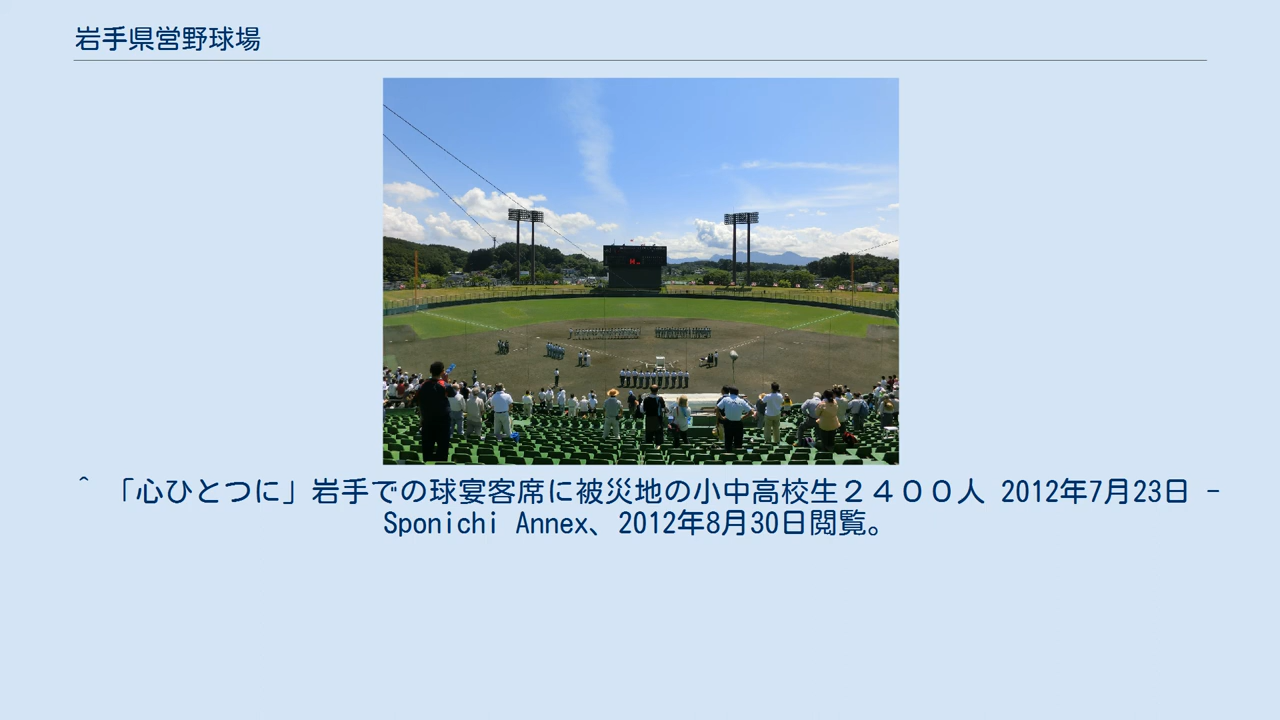 岩手県営野球場
^ 「心ひとつに」岩手での球宴客席に被災地の小中高校生２４００人 2012年7月23日 -
Sponichi Annex、2012年8月30日閲覧。